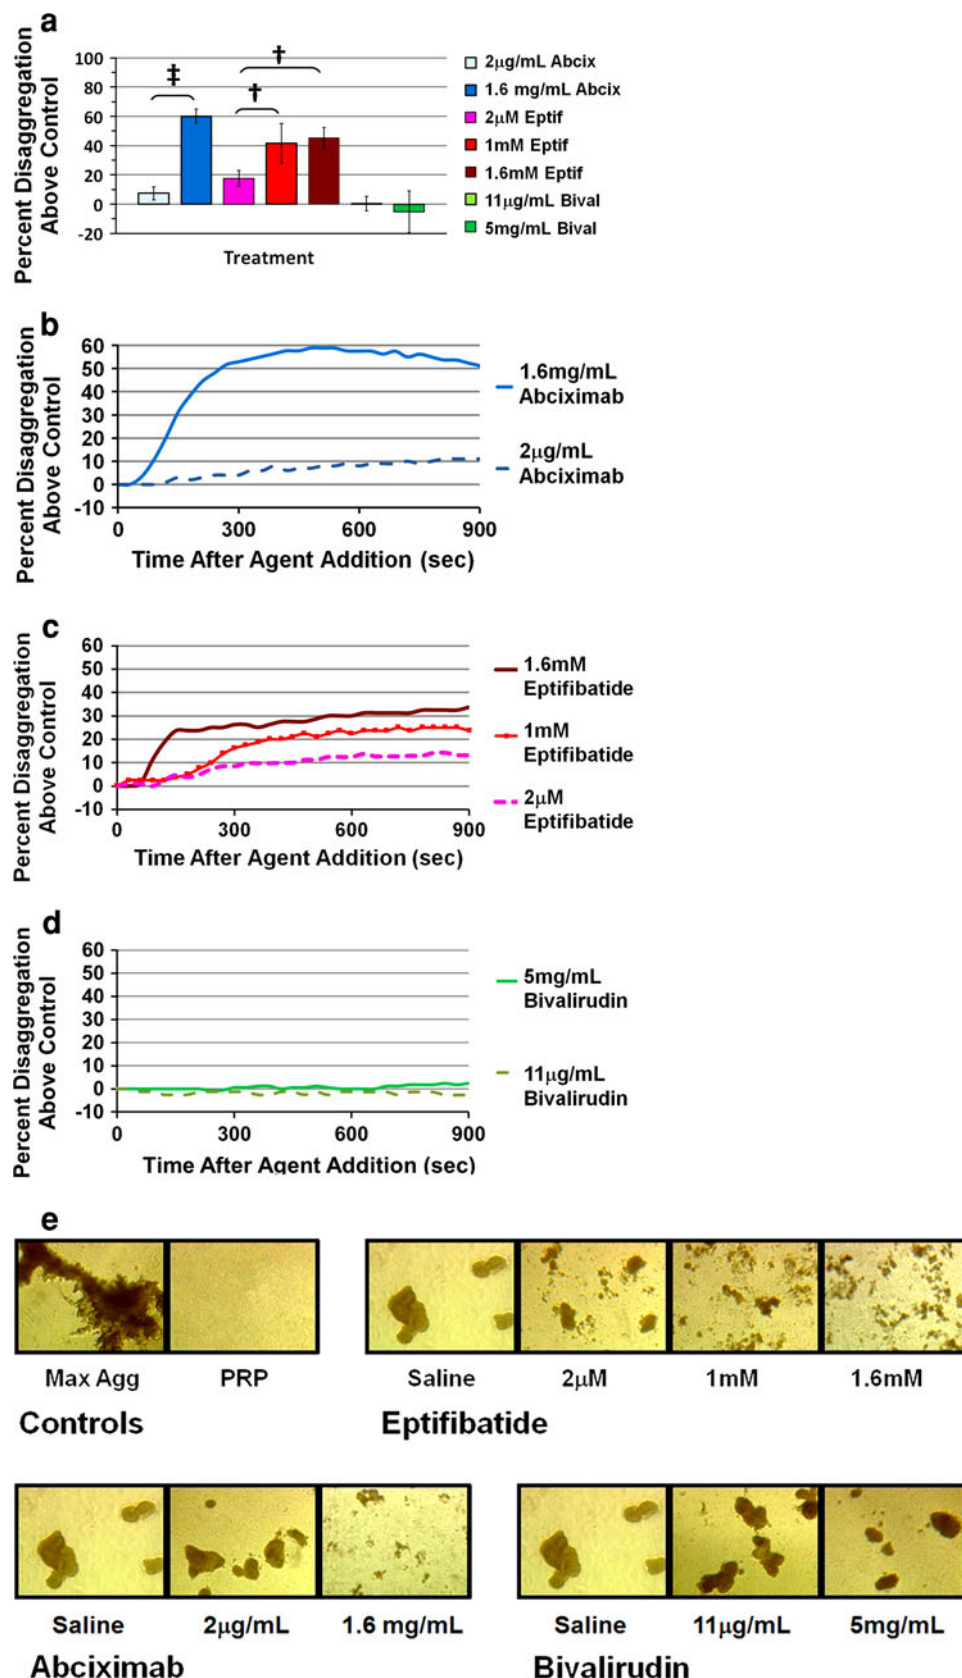 a
Percent Disaggregation
Above Control
100
80
60
40
20
0
-20
‡
†
†
Treatment
2μg/mL Abcix
1.6 mg/mL Abcix
2μM Eptif
1mM Eptif
1.6mM Eptif
11μg/mL Bival
5mg/mL Bival
b
Percent Disaggregation
Above Control
60
50
40
30
20
10
0
-10
0 300 600 900
Time After Agent Addition (sec)
1.6mg/mL
Abciximab
2μg/mL
Abciximab
c
Percent Disaggregation
Above Control
60
50
40
30
20
10
0
-10
0 300 600 900
Time After Agent Addition (sec)
1.6mM
Eptifibatide
1mM
Eptifibatide
2μM
Eptifibatide
d
Percent Disaggregation
Above Control
60
50
40
30
20
10
0
-10
0 300 600 900
Time After Agent Addition (sec)
5mg/mL
Bivalirudin
11μg/mL
Bivalirudin
e
Max Agg PRP
Controls
Saline 2μM 1mM 1.6mM
Eptifibatide
Saline 2μg/mL 1.6 mg/mL
Abciximab
Saline 11μg/mL 5mg/mL
Bivalirudin